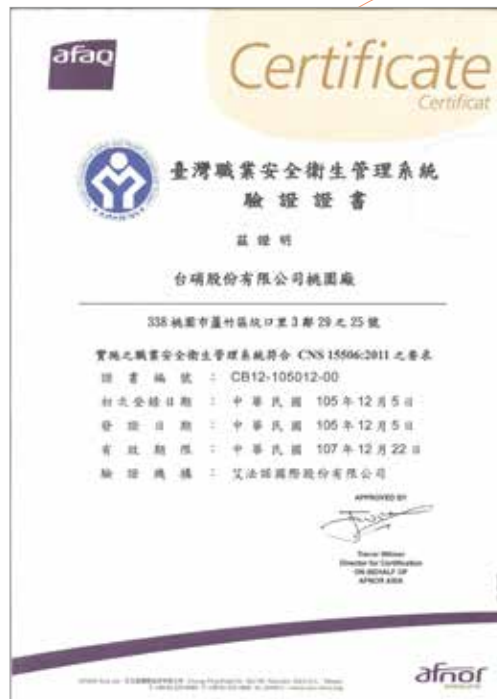 afaq
Certificate
Certificat
臺灣職業安全衛生管理系統
驗證證書
茲證明
台碩股份有限公司桃園廠
338 桃園市蘆竹區坑口里3鄰29之25號
實施之職業安全衛生管理系統符合 CNS 15506:2011 之要求
證書編號 : CB12-105012-00
初次登錄日期 : 中華民國 105年12月5日
發證日期 : 中華民國 105年12月5日
有效期限 : 中華民國 107年12月22日
驗證機構 : 艾法諾國際股份有限公司
APPROVED BY
Director for Certification
ON BEHALF OF
AFNOR ASIA
afnor